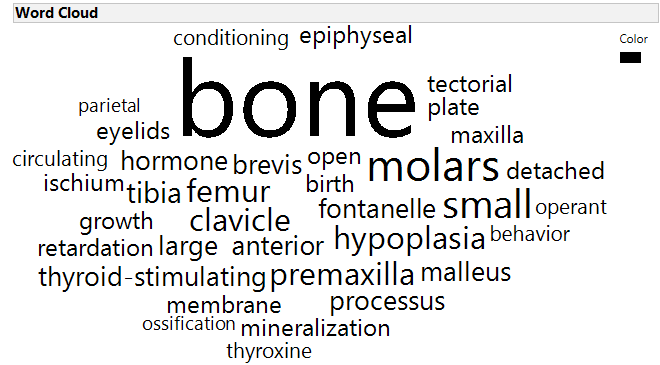 Word Cloud
conditioning epiphyseal
Color
bone
tectorial
parietal
plate
eyelids
maxilla
circulating hormone brevis open molars detached
ischium tibia femur birth
fontanelle small operant
growth clavicle
hypoplasia behavior
retardation large anterior
thyroid-stimulating premaxilla malleus
membrane processus
ossification mineralization
thyroxine